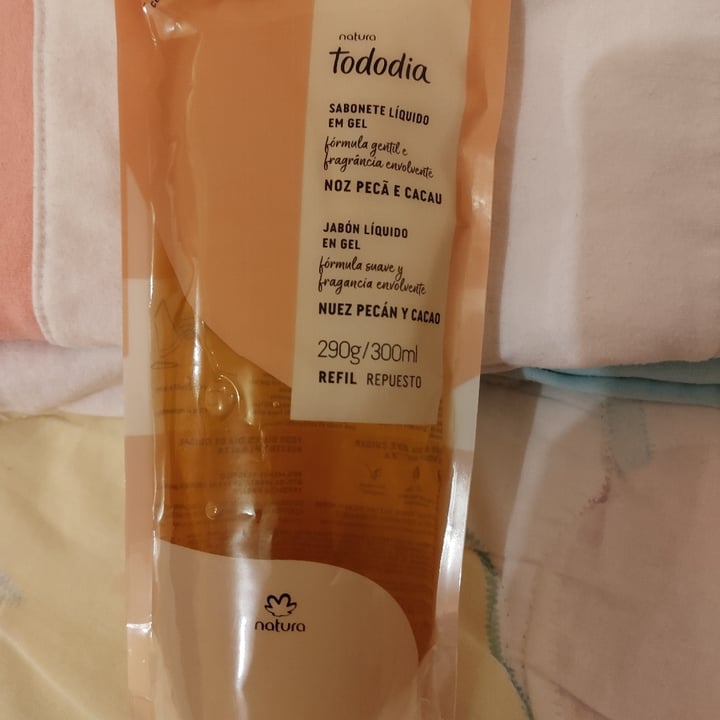 natura
tododia
SABONETE LÍQUIDO
EM GEL
fórmula gentil e
fragrância envolvente
NOZ PECÃ E CACAU
JABÓN LÍQUIDO
EN GEL
fórmula suave y
fragancia envolvente
NUEZ PECÁN Y CACAO
290g/300ml
REFIL REPUESTO
natura